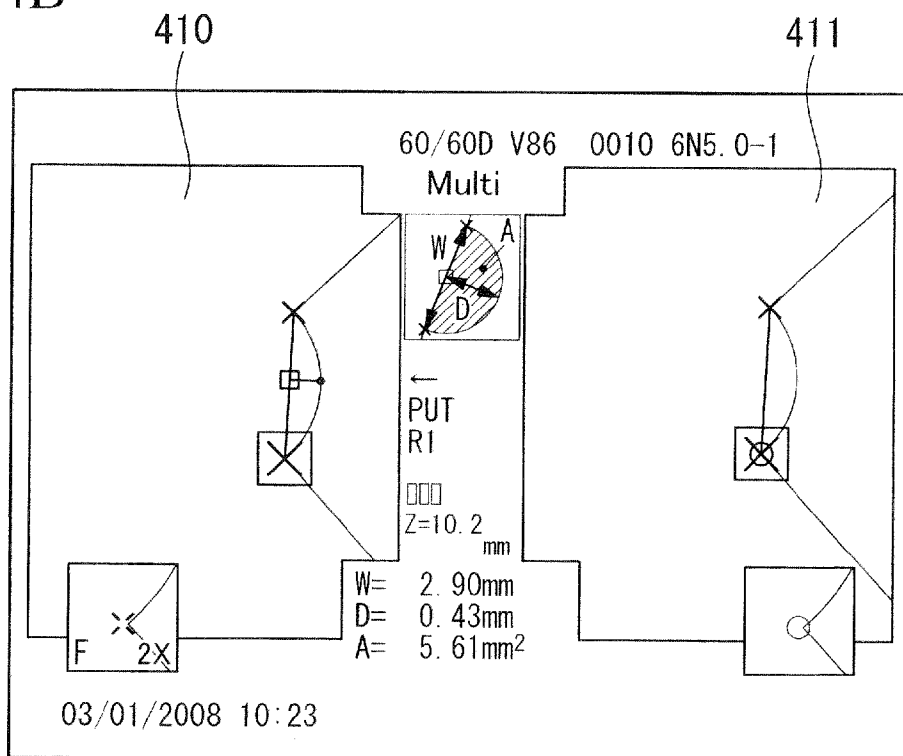 410
411
60/60D V86 0010 6N5.0-1
Multi
W
A
D
←
PUT
R1
▯▯▯
Z=10.2
mm
W= 2.90mm
D= 0.43mm
A= 5.61mm²
F
2X
03/01/2008 10:23